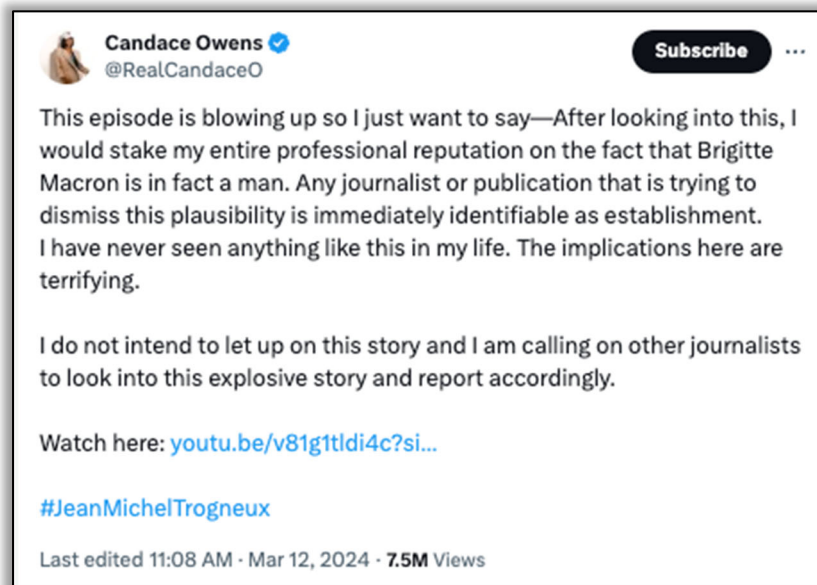 Candace Owens
Subscribe
@RealCandaceO
This episode is blowing up so I just want to say—After looking into this, I
would stake my entire professional reputation on the fact that Brigitte
Macron is in fact a man. Any journalist or publication that is trying to
dismiss this plausibility is immediately identifiable as establishment.
I have never seen anything like this in my life. The implications here are
terrifying.
I do not intend to let up on this story and I am calling on other journalists
to look into this explosive story and report accordingly.
Watch here: youtu.be/v81g1tldi4c?si...
#JeanMichelTrogneux
Last edited 11:08 AM · Mar 12, 2024 · 7.5M Views